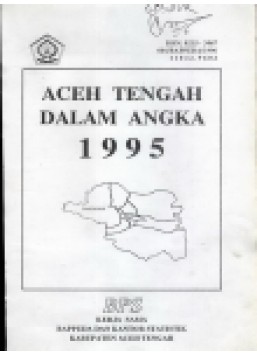 ACEH TENGAH
DALAM ANGKA
1995
BPS
KERJA SAMA
BAPPEDA DAN KANTOR STATISTIK
KABUPATEN ACEH TENGAH